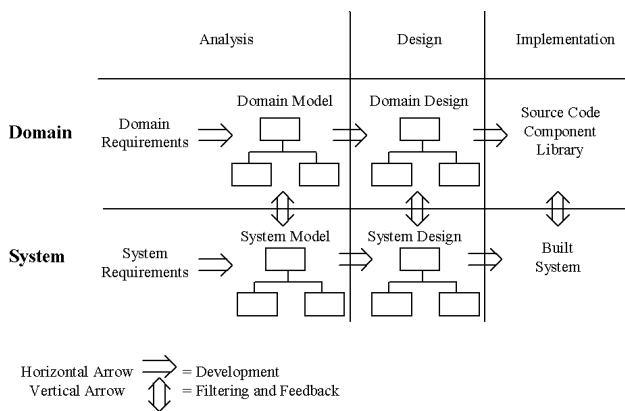 Analysis
Design
Implementation
Domain
Domain
Requirements
Domain Model
Domain Design
Source Code
Component
Library
System
System
Requirements
System Model
System Design
Built
System
Horizontal Arrow = Development
Vertical Arrow = Filtering and Feedback